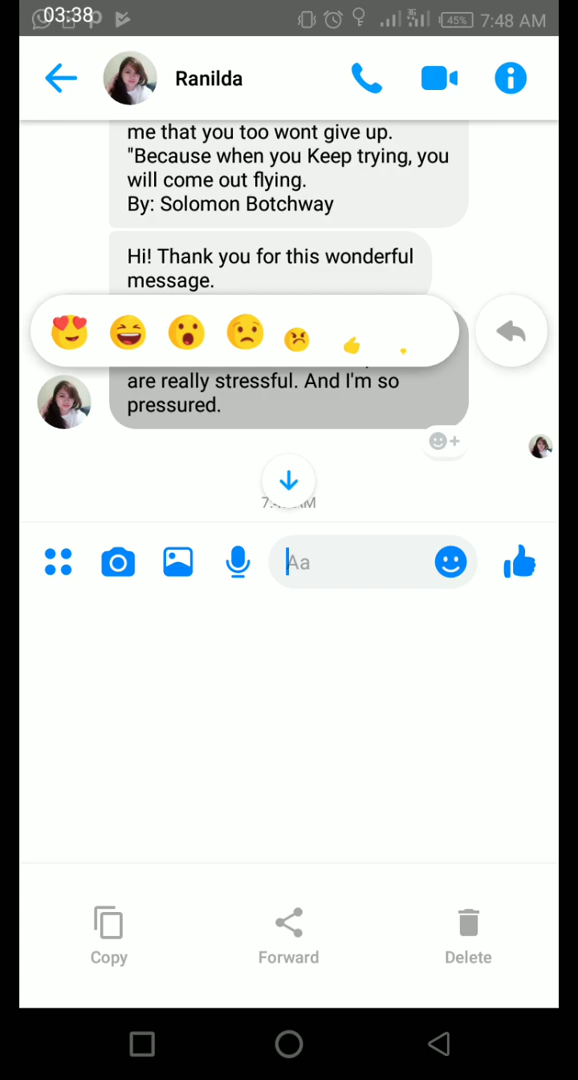 03:38
3G
45%
7:48 AM
Ranilda
me that you too wont give up.
"Because when you Keep trying, you
will come out flying.
By: Solomon Botchway
Hi! Thank you for this wonderful
message.
are really stressful. And I'm so
pressured.
AM
Aa
Copy
Forward
Delete